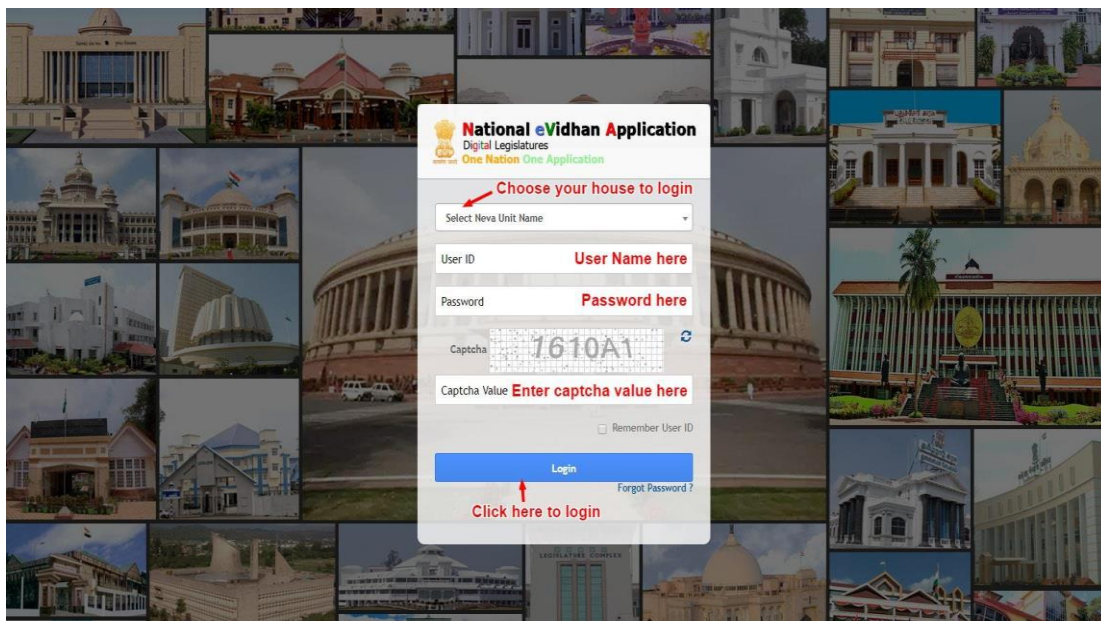 National eVidhan Application
Digital Legislatures
One Nation One Application
Choose your house to login
Select Neva Unit Name
User ID User Name here
Password Password here
Captcha 1610A1
Captcha Value Enter captcha value here
Remember User ID
Login
Forgot Password ?
Click here to login
LEGISLATURE COMPLEX